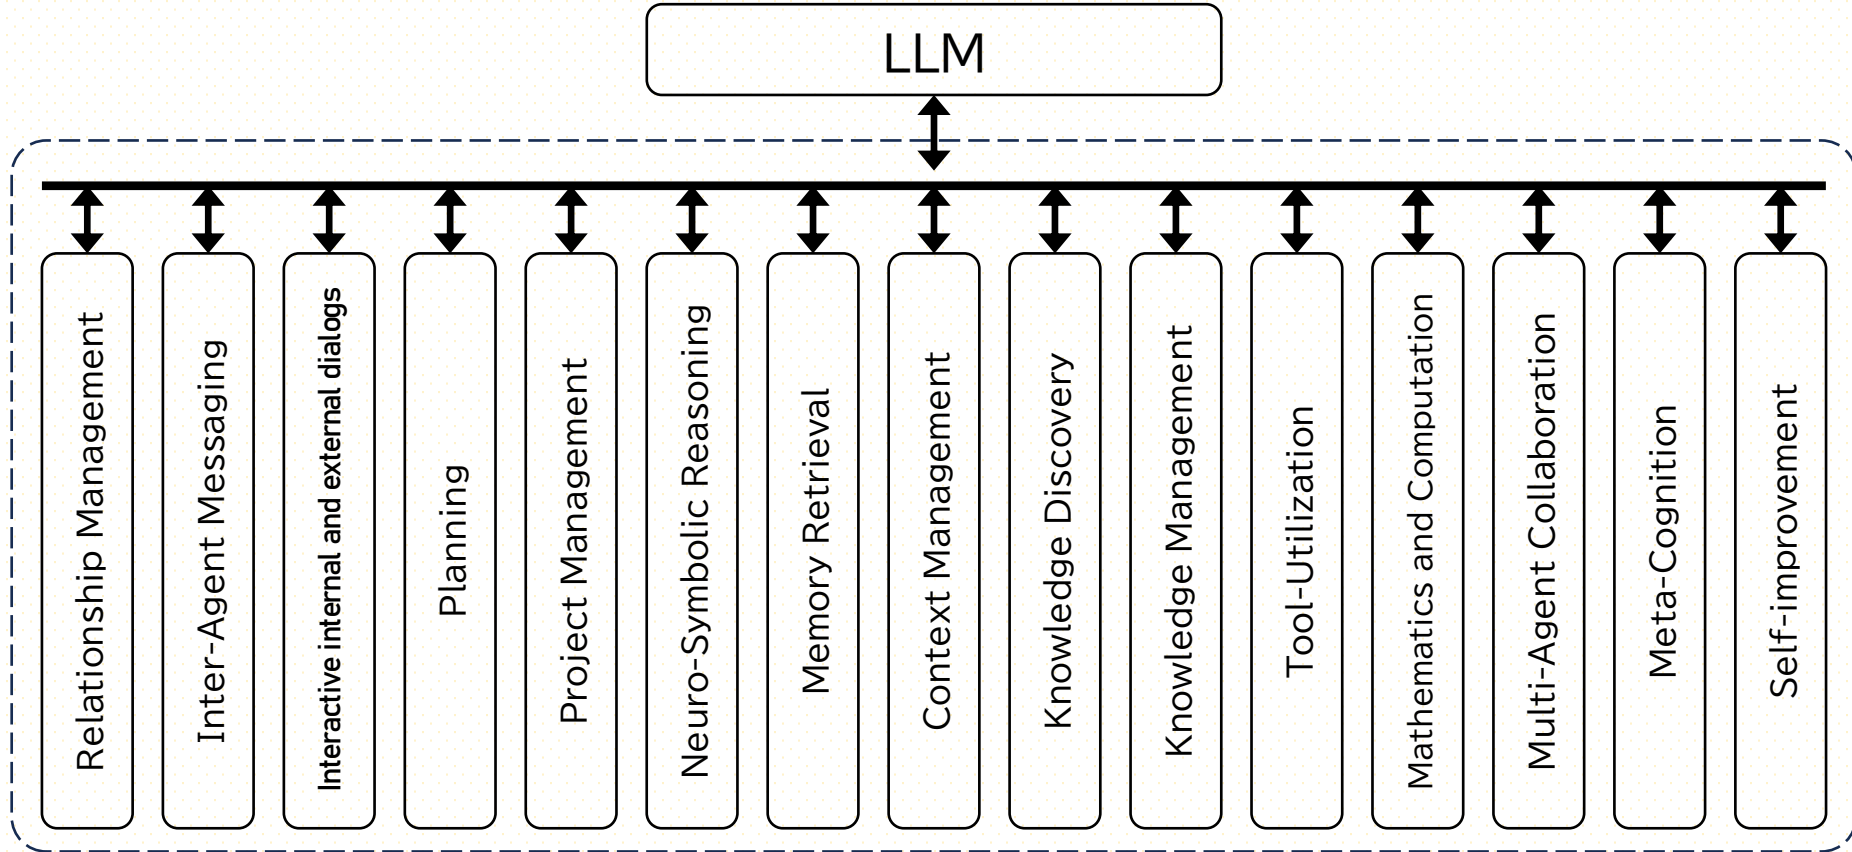 LLM
Relationship Management
Inter-Agent Messaging
Interactive internal and external dialogs
Planning
Project Management
Neuro-Symbolic Reasoning
Memory Retrieval
Context Management
Knowledge Discovery
Knowledge Management
Tool-Utilization
Mathematics and Computation
Multi-Agent Collaboration
Meta-Cognition
Self-improvement